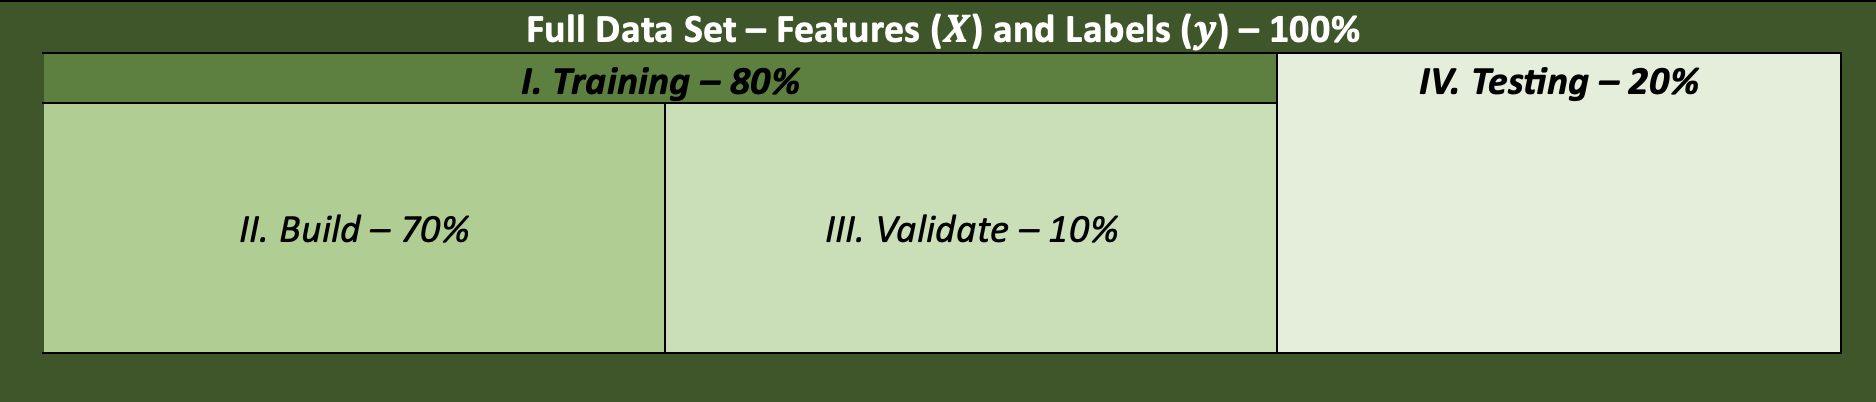 Full Data Set – Features (X) and Labels (y) – 100%
I. Training – 80%
IV. Testing – 20%
II. Build – 70%
III. Validate – 10%